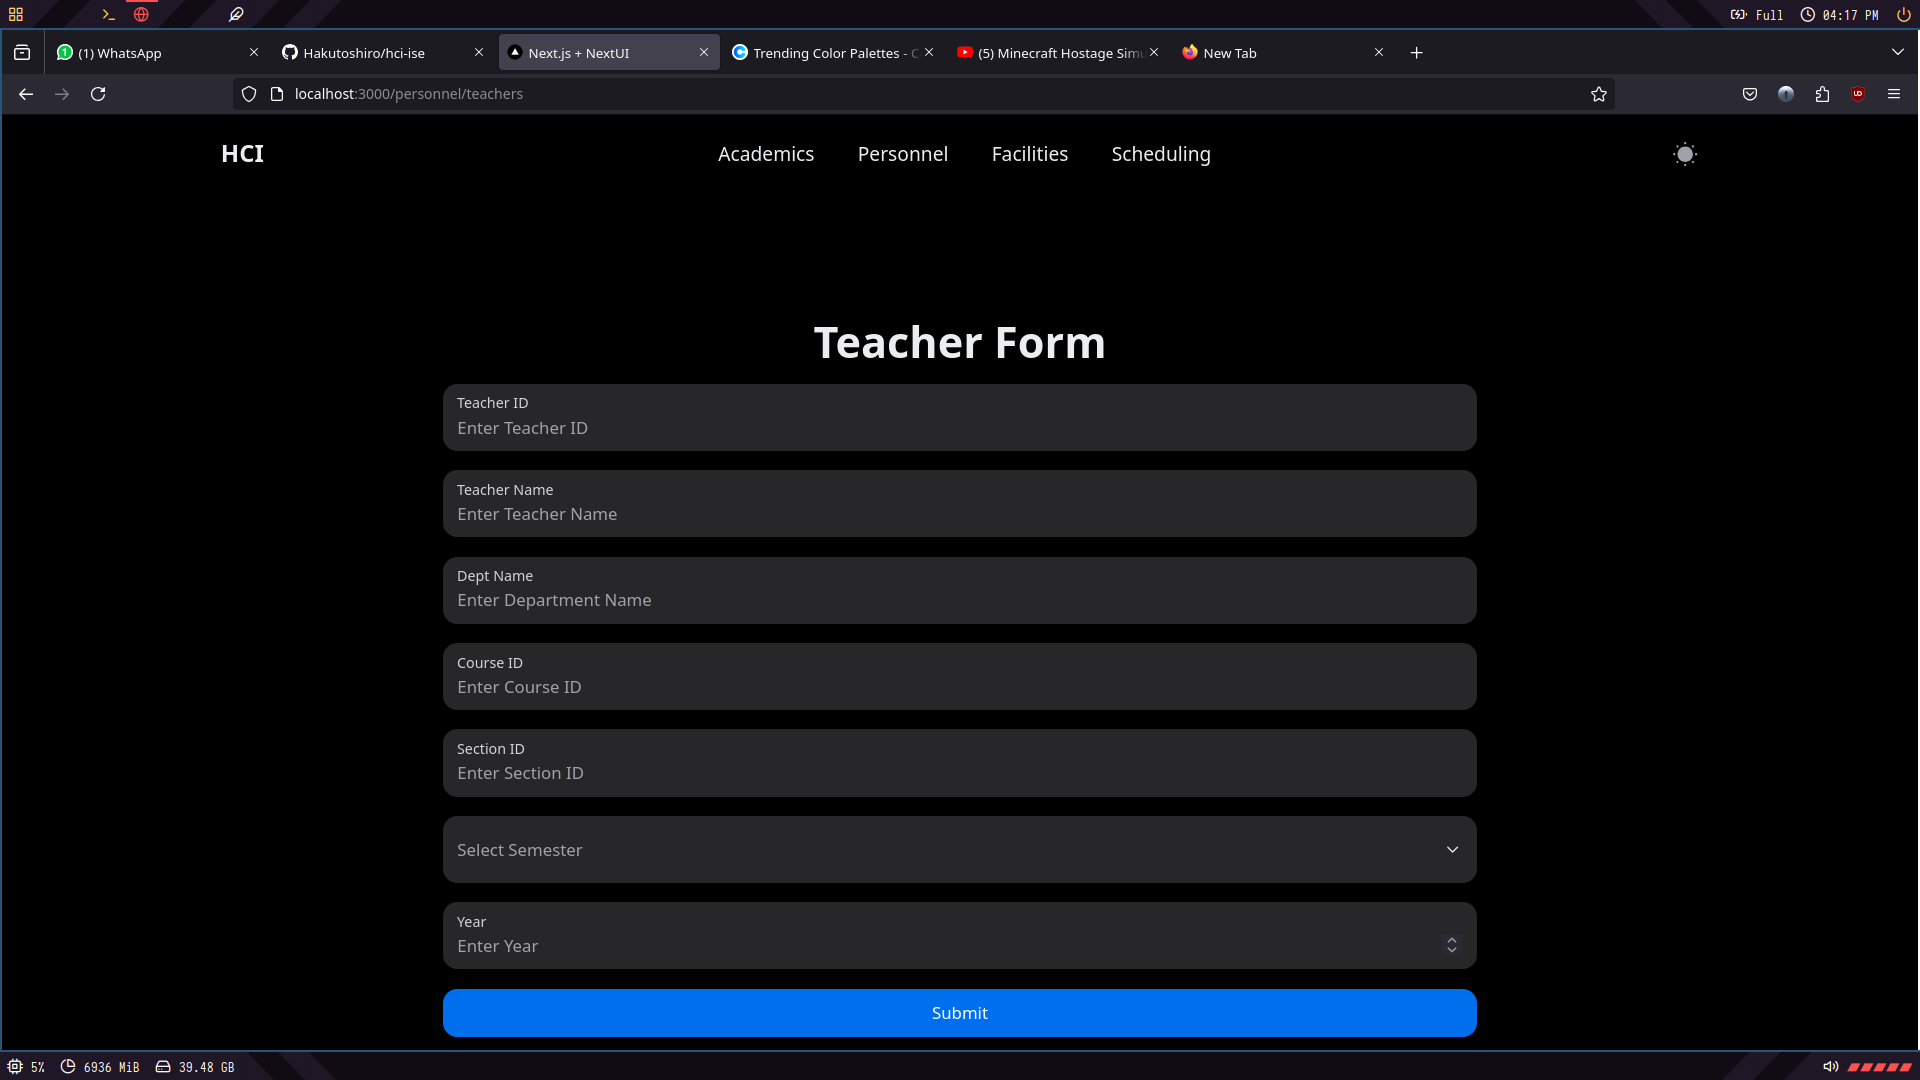 Full
04:17 PM
(1) WhatsApp
Hakutoshiro/hci-ise
Next.js + NextUI
Trending Color Palettes - C
(5) Minecraft Hostage Simu
New Tab
localhost:3000/personnel/teachers
HCI
Academics
Personnel
Facilities
Scheduling
Teacher Form
Teacher ID
Enter Teacher ID
Teacher Name
Enter Teacher Name
Dept Name
Enter Department Name
Course ID
Enter Course ID
Section ID
Enter Section ID
Select Semester
Year
Enter Year
Submit
5%
6936 MiB
39.48 GB